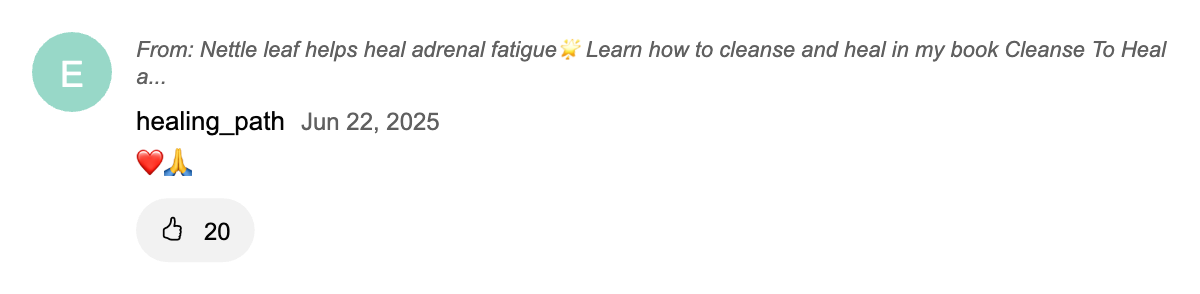 E
From: Nettle leaf helps heal adrenal fatigue🌟 Learn how to cleanse and heal in my book Cleanse To Heal
a...
healing_path Jun 22, 2025
❤️🙏
20